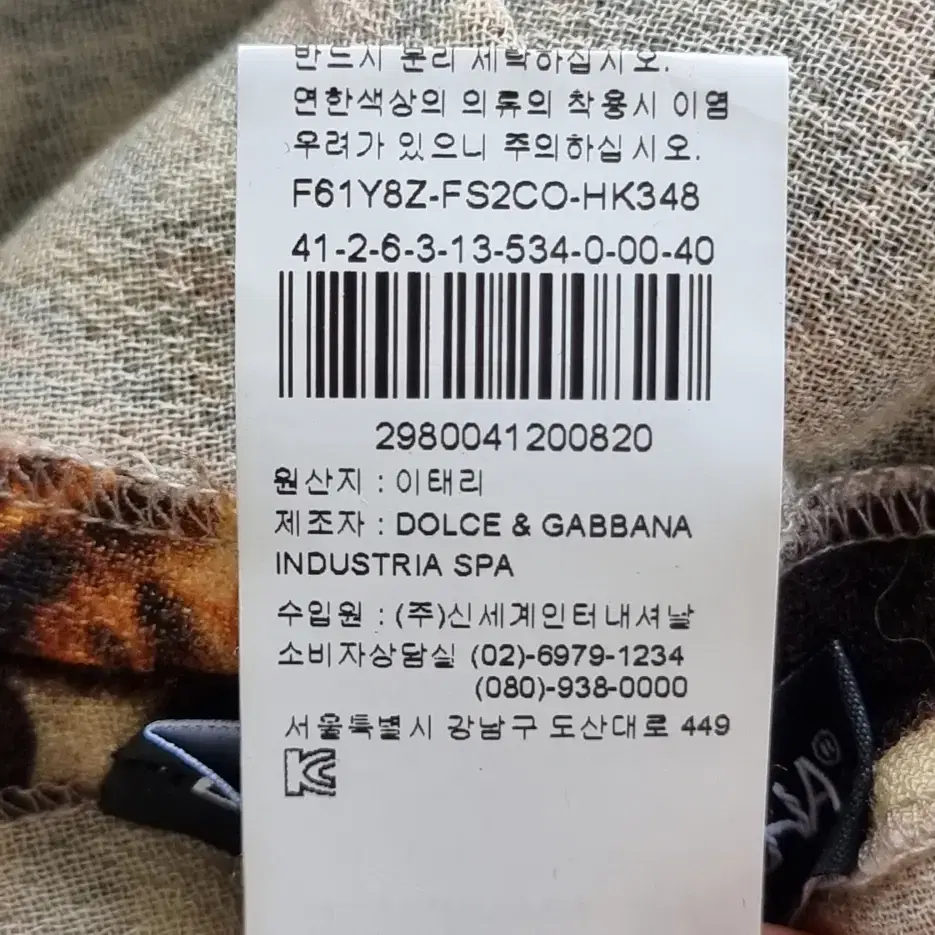 반드시 분리 세탁하십시오.
연한색상의 의류의 착용시 이염
우려가 있으니 주의하십시오.
F61Y8Z-FS2CO-HK348
41-2-6-3-13-534-0-00-40
2980041200820
원산지 : 이태리
제조자 : DOLCE & GABBANA
INDUSTRIA SPA
수입원 : (주)신세계인터내셔날
소비자상담실 (02)-6979-1234
(080)-938-0000
서울특별시 강남구 도산대로 449